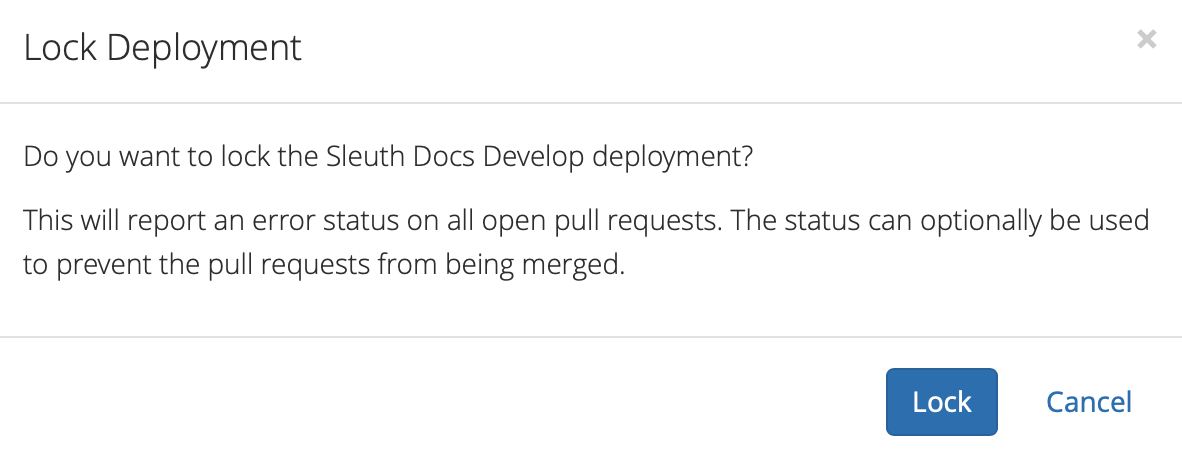 Lock Deployment
Do you want to lock the Sleuth Docs Develop deployment?
This will report an error status on all open pull requests. The status can optionally be used
to prevent the pull requests from being merged.
Lock
Cancel